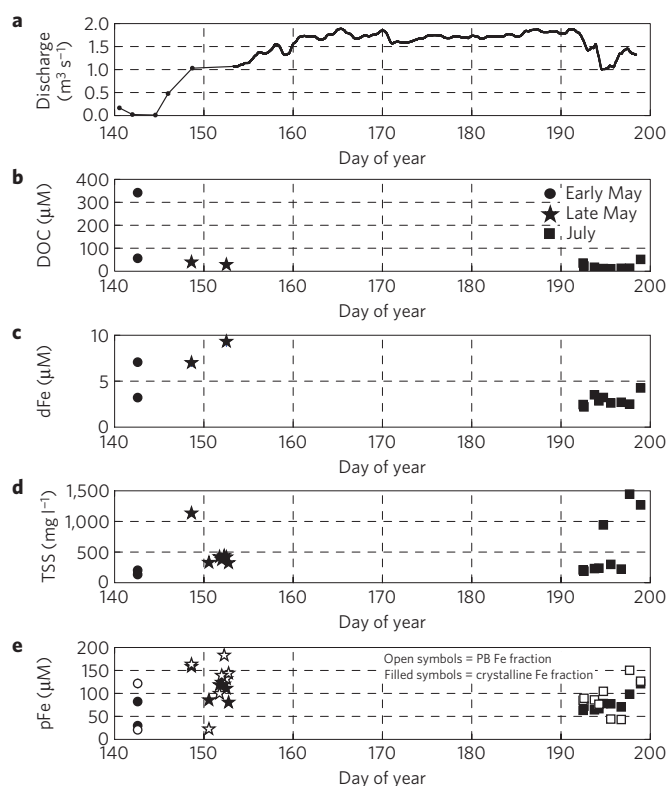 a
2.0
1.5
1.0
0.5
0.0
Discharge
(m³ s⁻¹)
140 150 160 170 180 190 200
Day of year
b
400
300
200
100
0
DOC (μM)
Early May
Late May
July
140 150 160 170 180 190 200
Day of year
c
10
5
0
dFe (μM)
140 150 160 170 180 190 200
Day of year
d
1,500
1,000
500
0
TSS (mg l⁻¹)
140 150 160 170 180 190 200
Day of year
e
200
150
100
50
0
pFe (μM)
Open symbols = PB Fe fraction
Filled symbols = crystalline Fe fraction
140 150 160 170 180 190 200
Day of year